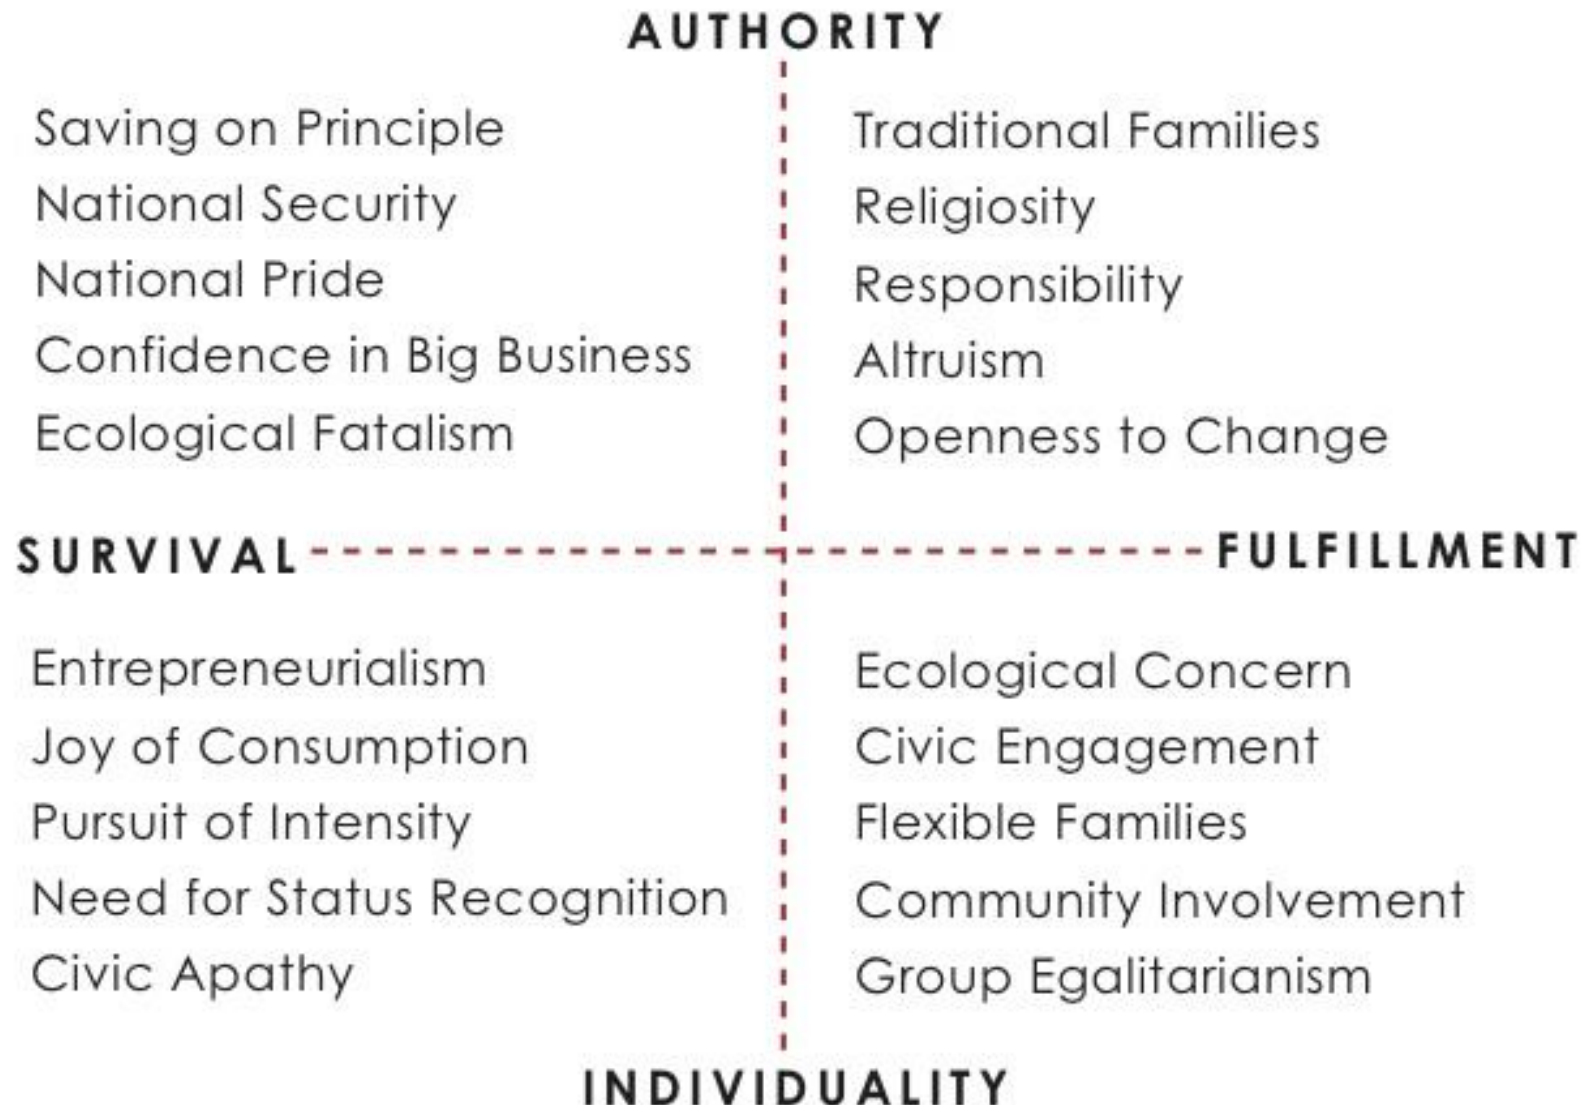 AUTHORITY
Saving on Principle
National Security
National Pride
Confidence in Big Business
Ecological Fatalism
Traditional Families
Religiosity
Responsibility
Altruism
Openness to Change
SURVIVAL
FULFILLMENT
Entrepreneurialism
Joy of Consumption
Pursuit of Intensity
Need for Status Recognition
Civic Apathy
Ecological Concern
Civic Engagement
Flexible Families
Community Involvement
Group Egalitarianism
INDIVIDUALITY